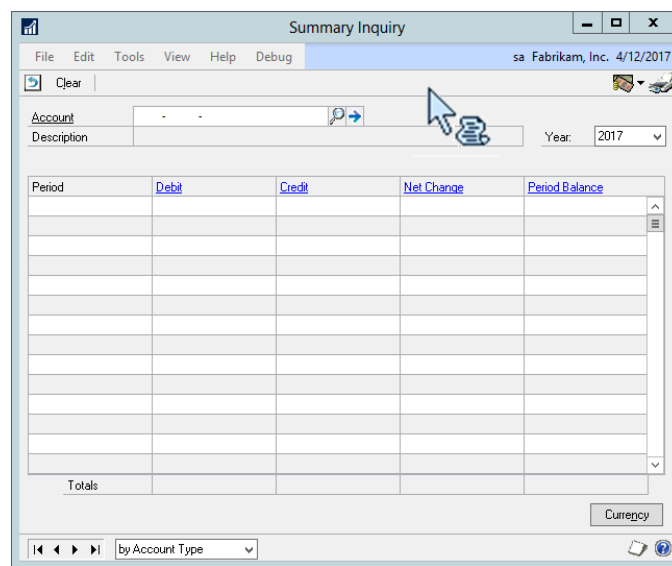 Summary Inquiry
File Edit Tools View Help Debug sa Fabrikam, Inc. 4/12/2017
Clear
Account - -
Description Year: 2017
Period Debit Credit Net Change Period Balance
Totals
Currency
by Account Type